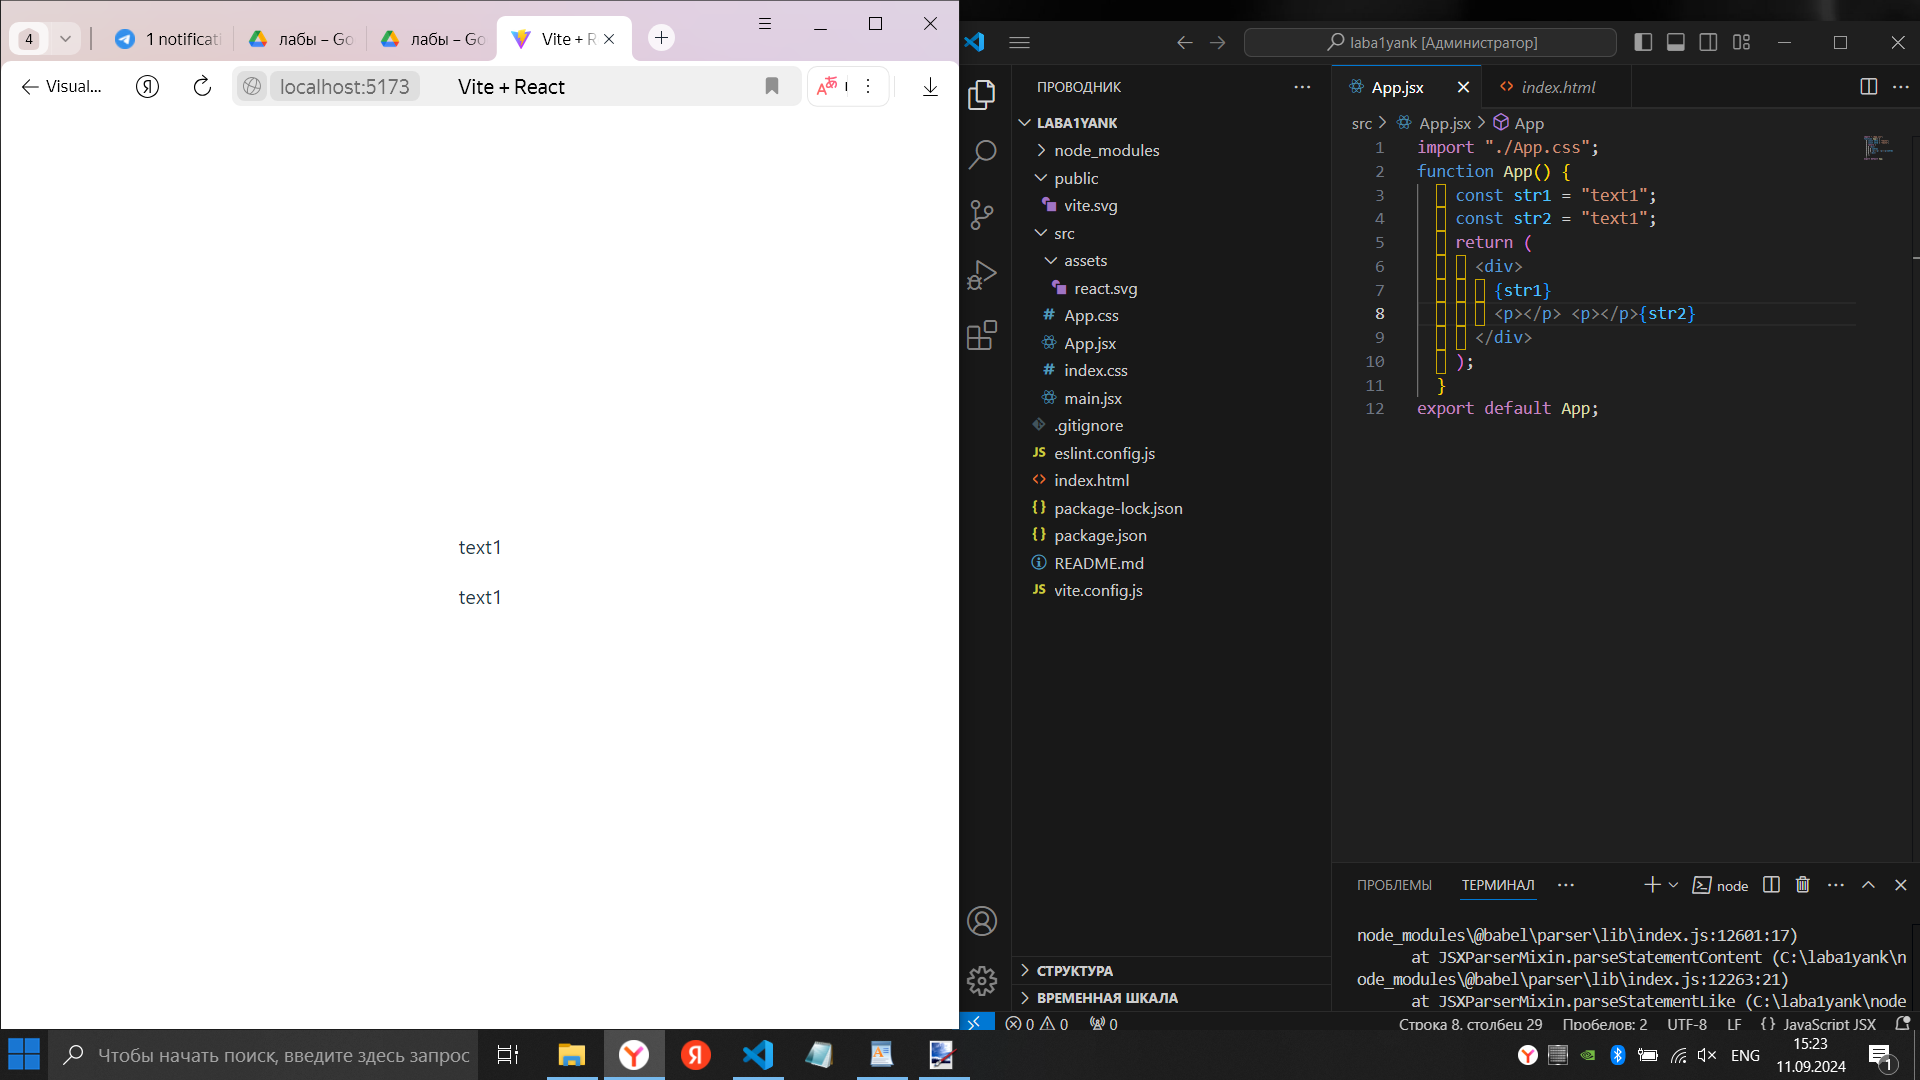 4
1 notificati
лабы – Go
лабы – Go
Vite + R
Visual...
Я
localhost:5173
Vite + React
text1
text1
laba1yank [Администратор]
ПРОВОДНИК
LABA1YANK
node_modules
public
vite.svg
src
assets
react.svg
# App.css
App.jsx
# index.css
main.jsx
.gitignore
JS eslint.config.js
<> index.html
{} package-lock.json
{} package.json
README.md
JS vite.config.js
СТРУКТУРА
ВРЕМЕННАЯ ШКАЛА
App.jsx
<> index.html
src > App.jsx > App
1 import "./App.css";
2 function App() {
3 const str1 = "text1";
4 const str2 = "text1";
5 return (
6 <div>
7 {str1}
8 <p></p> <p></p>{str2}
9 </div>
10 );
11 }
12 export default App;
ПРОБЛЕМЫ
ТЕРМИНАЛ
node
node_modules\@babel\parser\lib\index.js:12601:17)
at JSXParserMixin.parseStatementContent (C:\laba1yank\n
ode_modules\@babel\parser\lib\index.js:12263:21)
at JSXParserMixin.parseStatementLike (C:\laba1yank\node
0 0 0
Строка 8, столбец 29 Пробелов: 2 UTF-8 LF {} JavaScript JSX
Чтобы начать поиск, введите здесь запрос
Я
ENG
15:23
11.09.2024
1